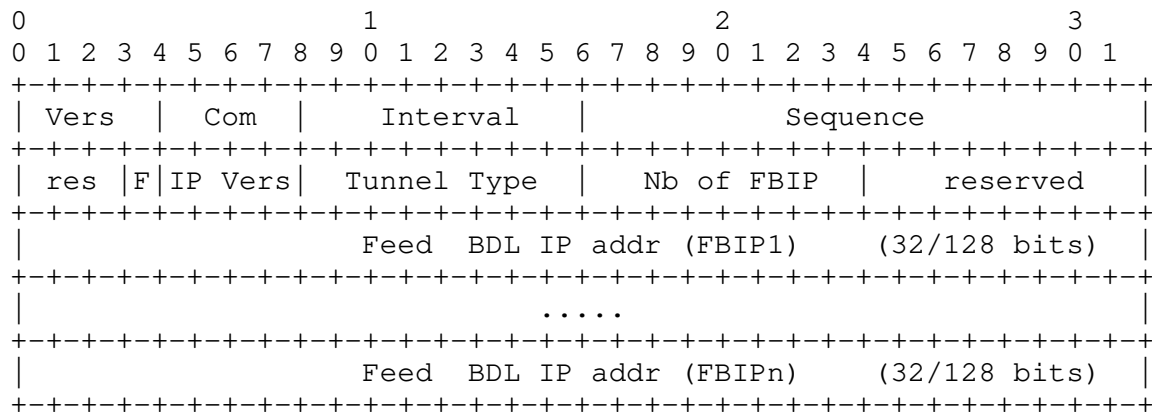 0                   1                   2                   3
0 1 2 3 4 5 6 7 8 9 0 1 2 3 4 5 6 7 8 9 0 1 2 3 4 5 6 7 8 9 0 1
+-+-+-+-+-+-+-+-+-+-+-+-+-+-+-+-+-+-+-+-+-+-+-+-+-+-+-+-+-+-+-+-+
| Vers  |  Com  |    Interval   |           Sequence            |
+-+-+-+-+-+-+-+-+-+-+-+-+-+-+-+-+-+-+-+-+-+-+-+-+-+-+-+-+-+-+-+-+
| res |F|IP Vers|  Tunnel Type  |   Nb of FBIP  |    reserved   |
+-+-+-+-+-+-+-+-+-+-+-+-+-+-+-+-+-+-+-+-+-+-+-+-+-+-+-+-+-+-+-+-+
|                   Feed  BDL IP addr (FBIP1)    (32/128 bits)  |
+-+-+-+-+-+-+-+-+-+-+-+-+-+-+-+-+-+-+-+-+-+-+-+-+-+-+-+-+-+-+-+-+
|                             .....                             |
+-+-+-+-+-+-+-+-+-+-+-+-+-+-+-+-+-+-+-+-+-+-+-+-+-+-+-+-+-+-+-+-+
|                   Feed  BDL IP addr (FBIPn)    (32/128 bits)  |
+-+-+-+-+-+-+-+-+-+-+-+-+-+-+-+-+-+-+-+-+-+-+-+-+-+-+-+-+-+-+-+-+